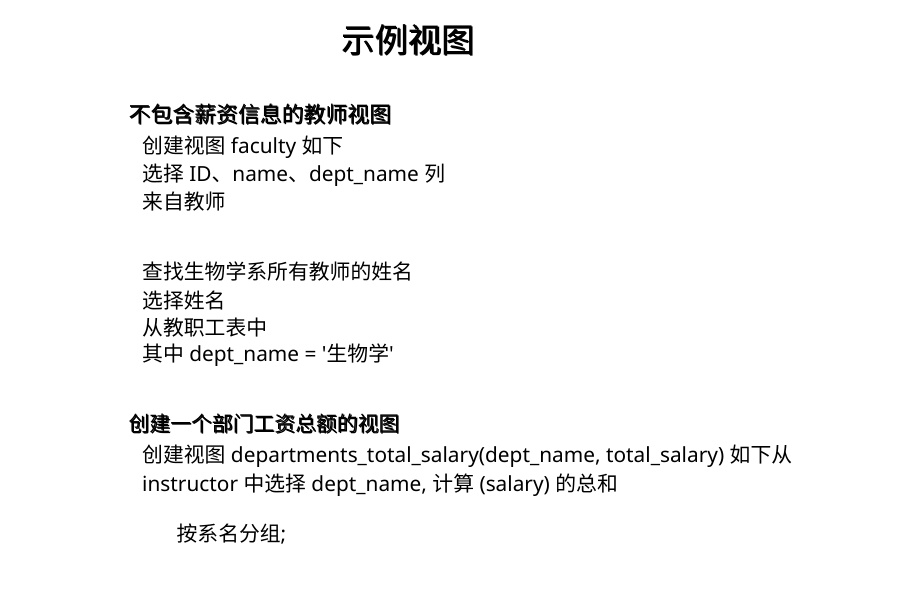 示例视图
不包含薪资信息的教师视图
创建视图 faculty 如下
选择 ID、name、dept_name 列
来自教师
查找生物学系所有教师的姓名
选择姓名
从教职工表中
其中 dept_name = '生物学'
创建一个部门工资总额的视图
创建视图 departments_total_salary(dept_name, total_salary) 如下从
instructor 中选择 dept_name, 计算 (salary) 的总和
按系名分组;